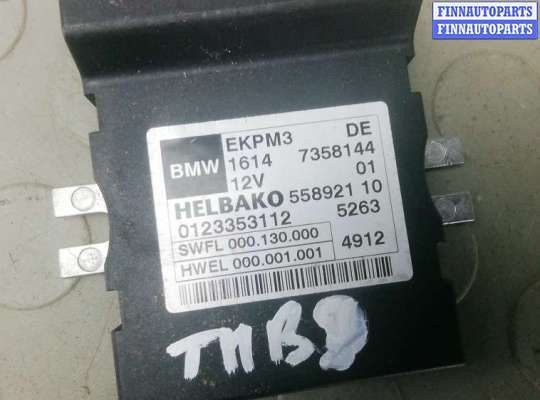 FINNAUTOPARTS
FINNAUTOPARTS
BMW
EKPM3 DE
1614 7358144
12V 01
HELBAKO 558921 10
0123353112 5263
SWFL 000.130.000
HWEL 000.001.001
4912